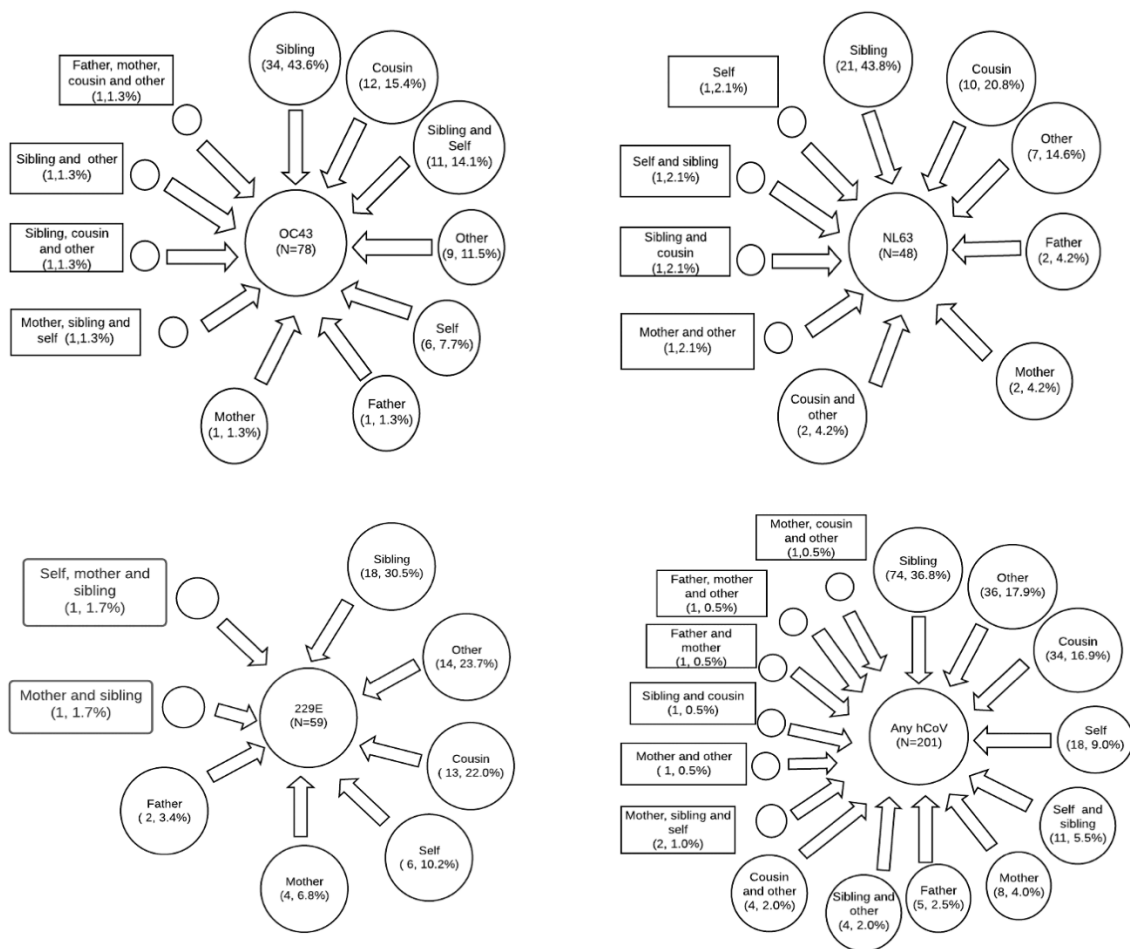 Sibling
(34, 43.6%)
Cousin
(12, 15.4%)
Sibling and
Self
(11, 14.1%)
Other
(9, 11.5%)
Self
(6, 7.7%)
Father
(1, 1.3%)
Mother
(1, 1.3%)
Mother, sibling and
self (1,1.3%)
Sibling, cousin
and other
(1,1.3%)
Sibling and other
(1,1.3%)
Father, mother,
cousin and other
(1,1.3%)
OC43
(N=78)
Sibling
(21, 43.8%)
Cousin
(10, 20.8%)
Other
(7, 14.6%)
Father
(2, 4.2%)
Mother
(2, 4.2%)
Cousin and
other
(2, 4.2%)
Mother and other
(1,2.1%)
Sibling and
cousin
(1,2.1%)
Self and sibling
(1,2.1%)
Self
(1,2.1%)
NL63
(N=48)
Sibling
(18, 30.5%)
Other
(14, 23.7%)
Cousin
( 13, 22.0%)
Self
( 6, 10.2%)
Mother
(4, 6.8%)
Father
( 2, 3.4%)
Mother and sibling
(1, 1.7%)
Self, mother and
sibling
(1, 1.7%)
229E
(N=59)
Sibling
(74, 36.8%)
Other
(36, 17.9%)
Cousin
(34, 16.9%)
Self
(18, 9.0%)
Self and
sibling
(11, 5.5%)
Mother
(8, 4.0%)
Father
(5, 2.5%)
Sibling and
other
(4, 2.0%)
Cousin
and other
(4, 2.0%)
Mother, sibling and
self
(2, 1.0%)
Mother and other
( 1, 0.5%)
Sibling and cousin
(1, 0.5%)
Father and
mother
(1, 0.5%)
Father, mother
and other
(1, 0.5%)
Mother, cousin
and other
(1,0.5%)
Any hCoV
(N=201)